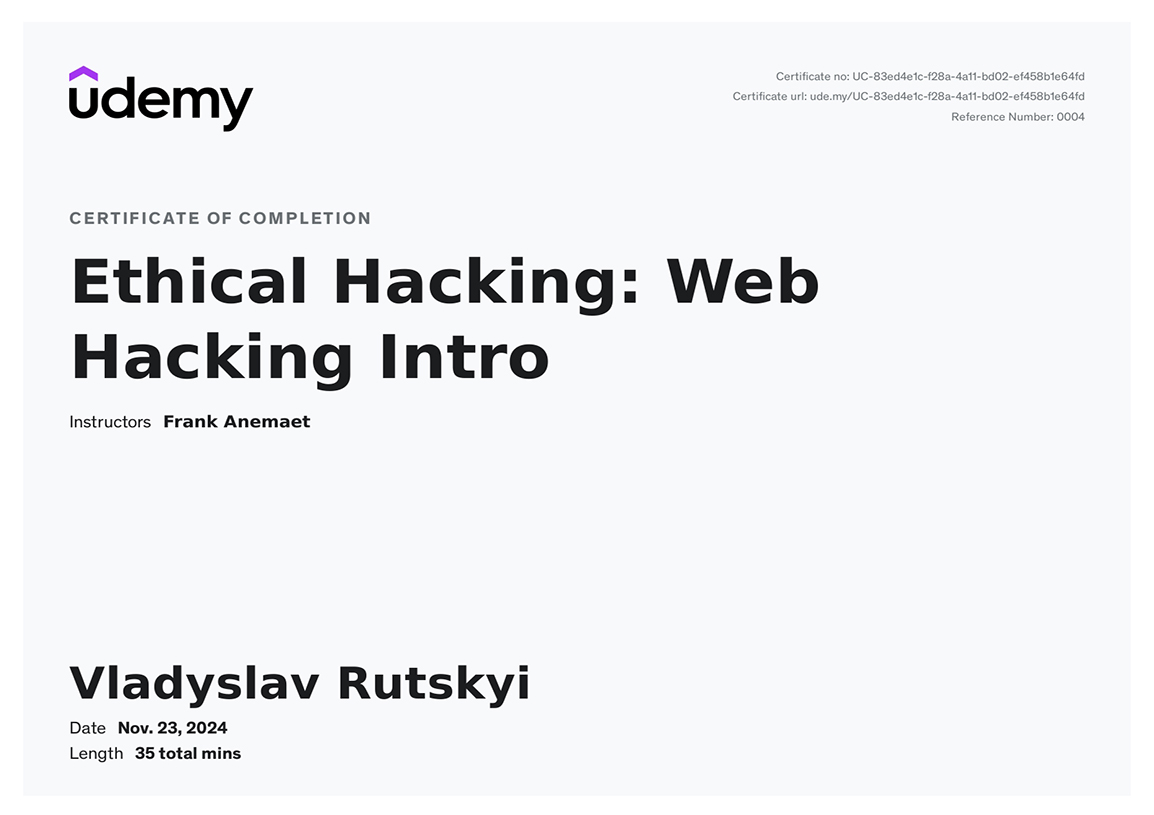 udemy
Certificate no: UC-83ed4e1c-f28a-4a11-bd02-ef458b1e64fd
Certificate url: ude.my/UC-83ed4e1c-f28a-4a11-bd02-ef458b1e64fd
Reference Number: 0004
CERTIFICATE OF COMPLETION
Ethical Hacking: Web
Hacking Intro
Instructors Frank Anemaet
Vladyslav Rutskyi
Date Nov. 23, 2024
Length 35 total mins